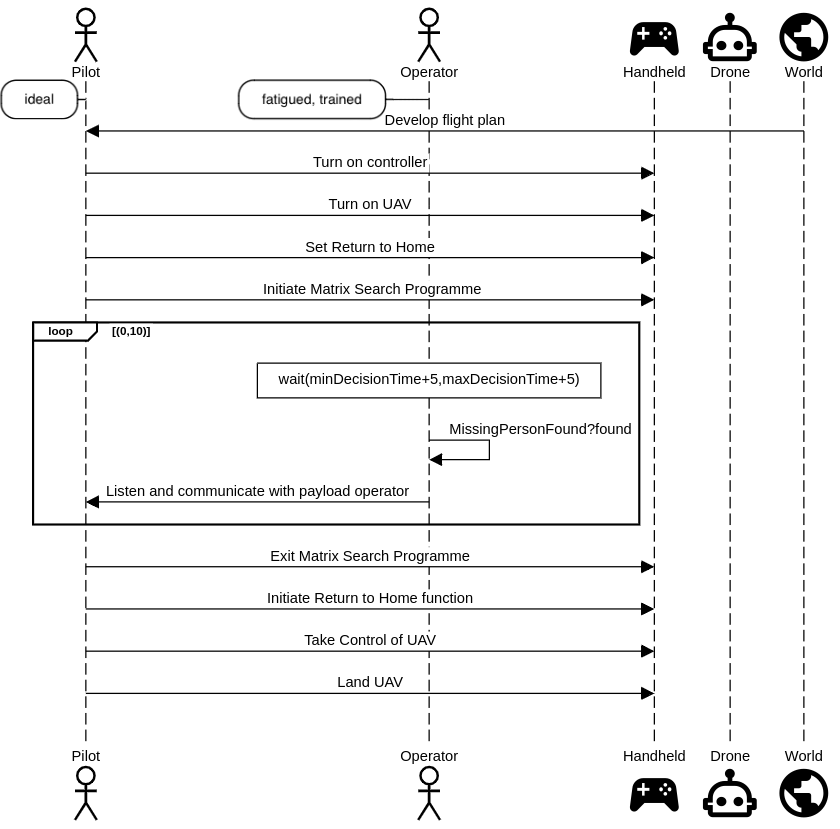 Pilot
Operator
Handheld
Drone
World
ideal
fatigued, trained
Develop flight plan
Turn on controller
Turn on UAV
Set Return to Home
Initiate Matrix Search Programme
loop
[(0,10)]
wait(minDecisionTime+5,maxDecisionTime+5)
MissingPersonFound?found
Listen and communicate with payload operator
Exit Matrix Search Programme
Initiate Return to Home function
Take Control of UAV
Land UAV
Pilot
Operator
Handheld
Drone
World